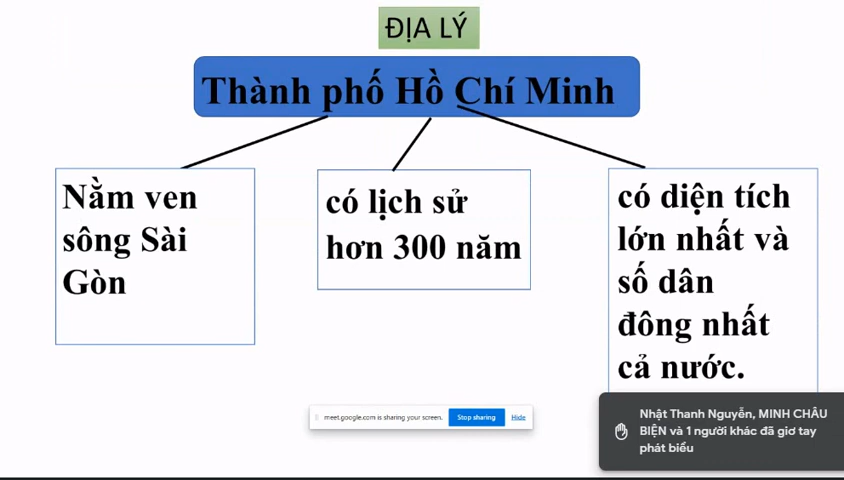 ĐỊA LÝ
Thành phố Hồ Chí Minh
Nằm ven
sông Sài
Gòn
có lịch sử
hơn 300 năm
có diện tích
lớn nhất và
số dân
đông nhất
cả nước.
meet.google.com is sharing your screen.
Stop sharing
Hide
Nhật Thanh Nguyễn, MINH CHÂU
BIỆN và 1 người khác đã giơ tay
phát biểu